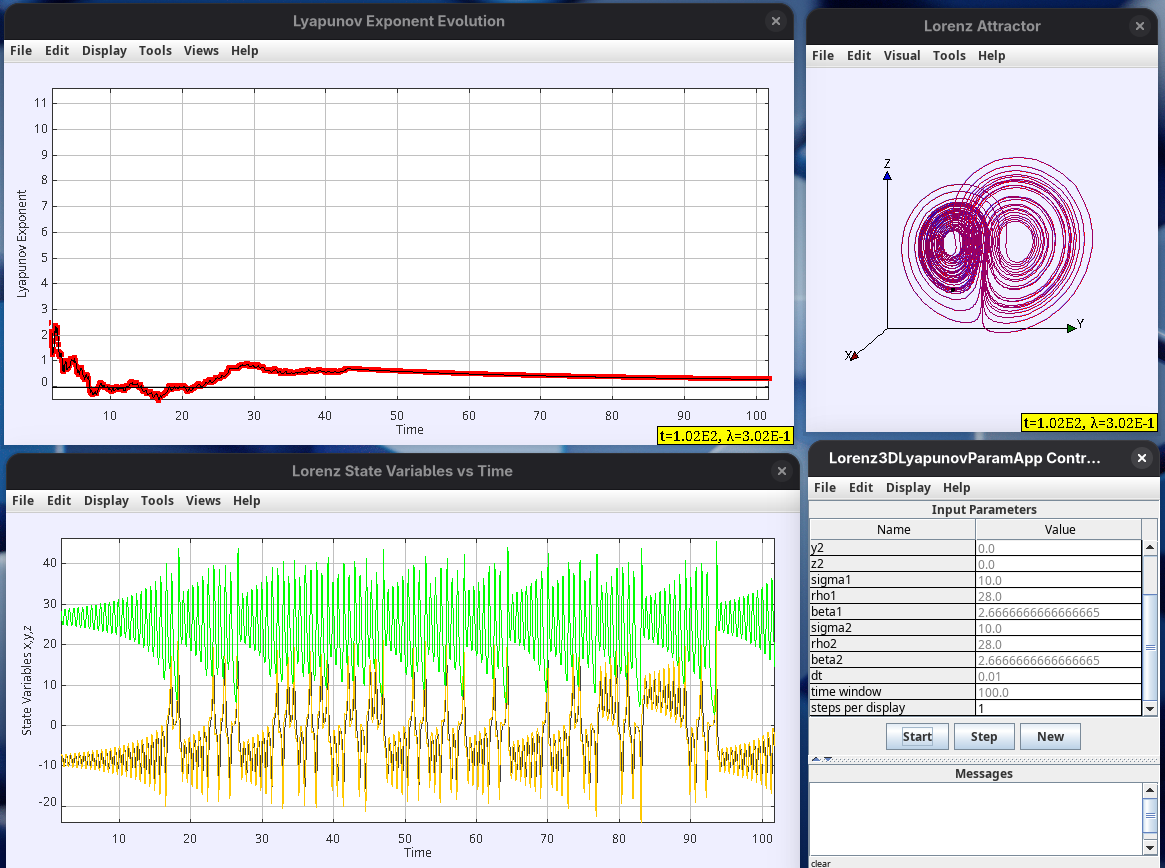 Lyapunov Exponent Evolution
File Edit Display Tools Views Help
11
10
9
8
7
6
5
4
3
2
1
0
Lyapunov Exponent
10 20 30 40 50 60 70 80 90 100
Time
t=1.02E2, λ=3.02E-1
Lorenz Attractor
File Edit Visual Tools Help
Z
Y
X
t=1.02E2, λ=3.02E-1
Lorenz State Variables vs Time
File Edit Display Tools Views Help
40
30
20
10
0
-10
-20
State Variables x,y,z
10 20 30 40 50 60 70 80 90 100
Time
Lorenz3DLyapunovParamApp Contr...
File Edit Display Help
Input Parameters
Name Value
y2 0.0
z2 0.0
sigma1 10.0
rho1 28.0
beta1 2.6666666666666665
sigma2 10.0
rho2 28.0
beta2 2.6666666666666665
dt 0.01
time window 100.0
steps per display 1
Start Step New
Messages
clear